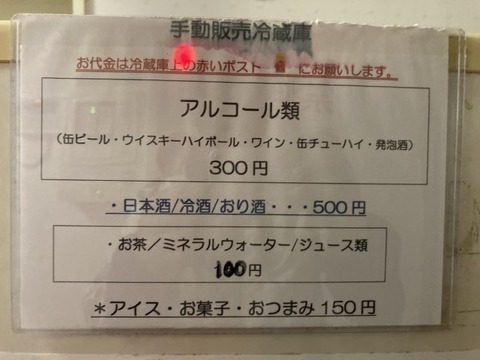 手動販売冷蔵庫
お代金は冷蔵庫上の赤いポスト にお願いします。
アルコール類
(缶ビール・ウイスキーハイボール・ワイン・缶チューハイ・発泡酒)
300円
・日本酒/冷酒/おり酒・・・500円
・お茶/ミネラルウォーター/ジュース類
100円
*アイス・お菓子・おつまみ150円